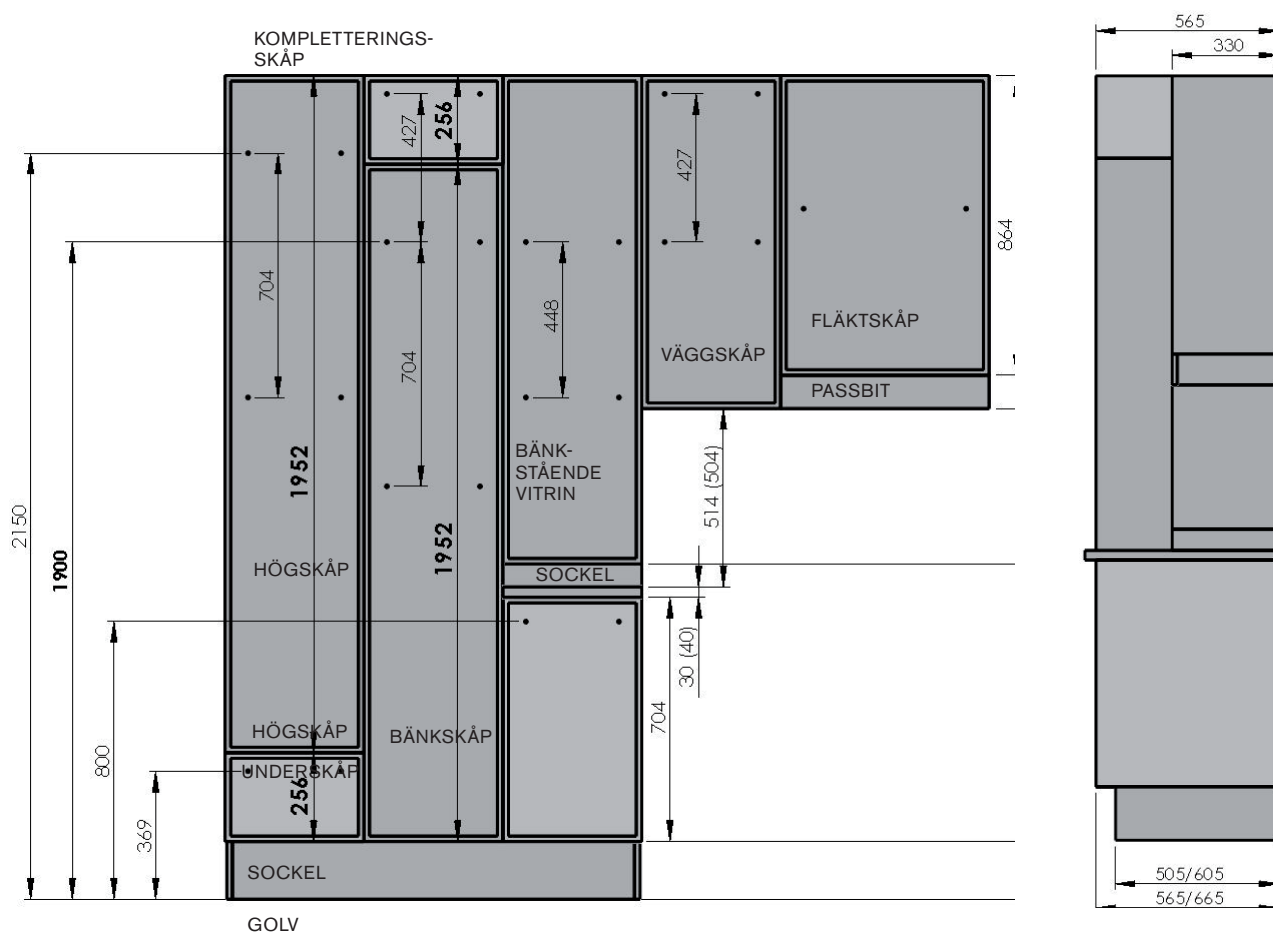 KOMPLETTERINGS-
SKÅP
565
330
427
256
427
704
864
448
FLÄKTSKÅP
704
VÄGGSKÅP
PASSBIT
1952
BÄNK-
STÅENDE
VITRIN
514 (504)
2150
1952
1900
HÖGSKÅP
SOCKEL
30 (40)
704
HÖGSKÅP
BÄNKSKÅP
800
UNDERSKÅP
256
369
SOCKEL
505/605
565/665
GOLV